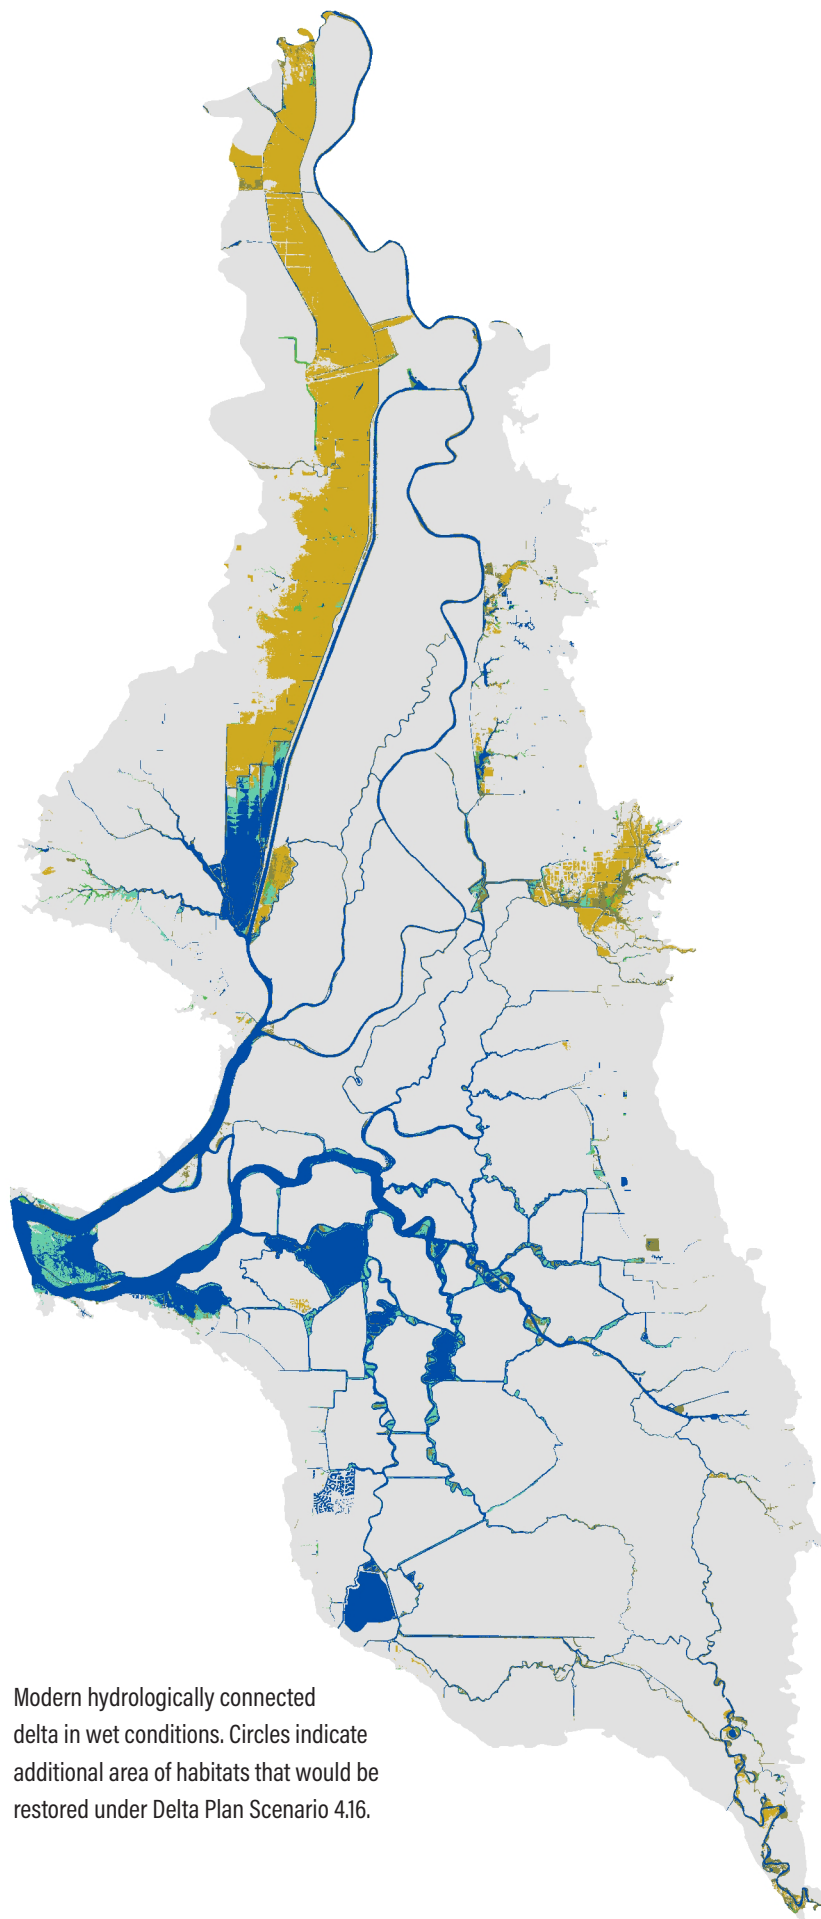 Modern hydrologically connected
delta in wet conditions. Circles indicate
additional area of habitats that would be
restored under Delta Plan Scenario 4.16.